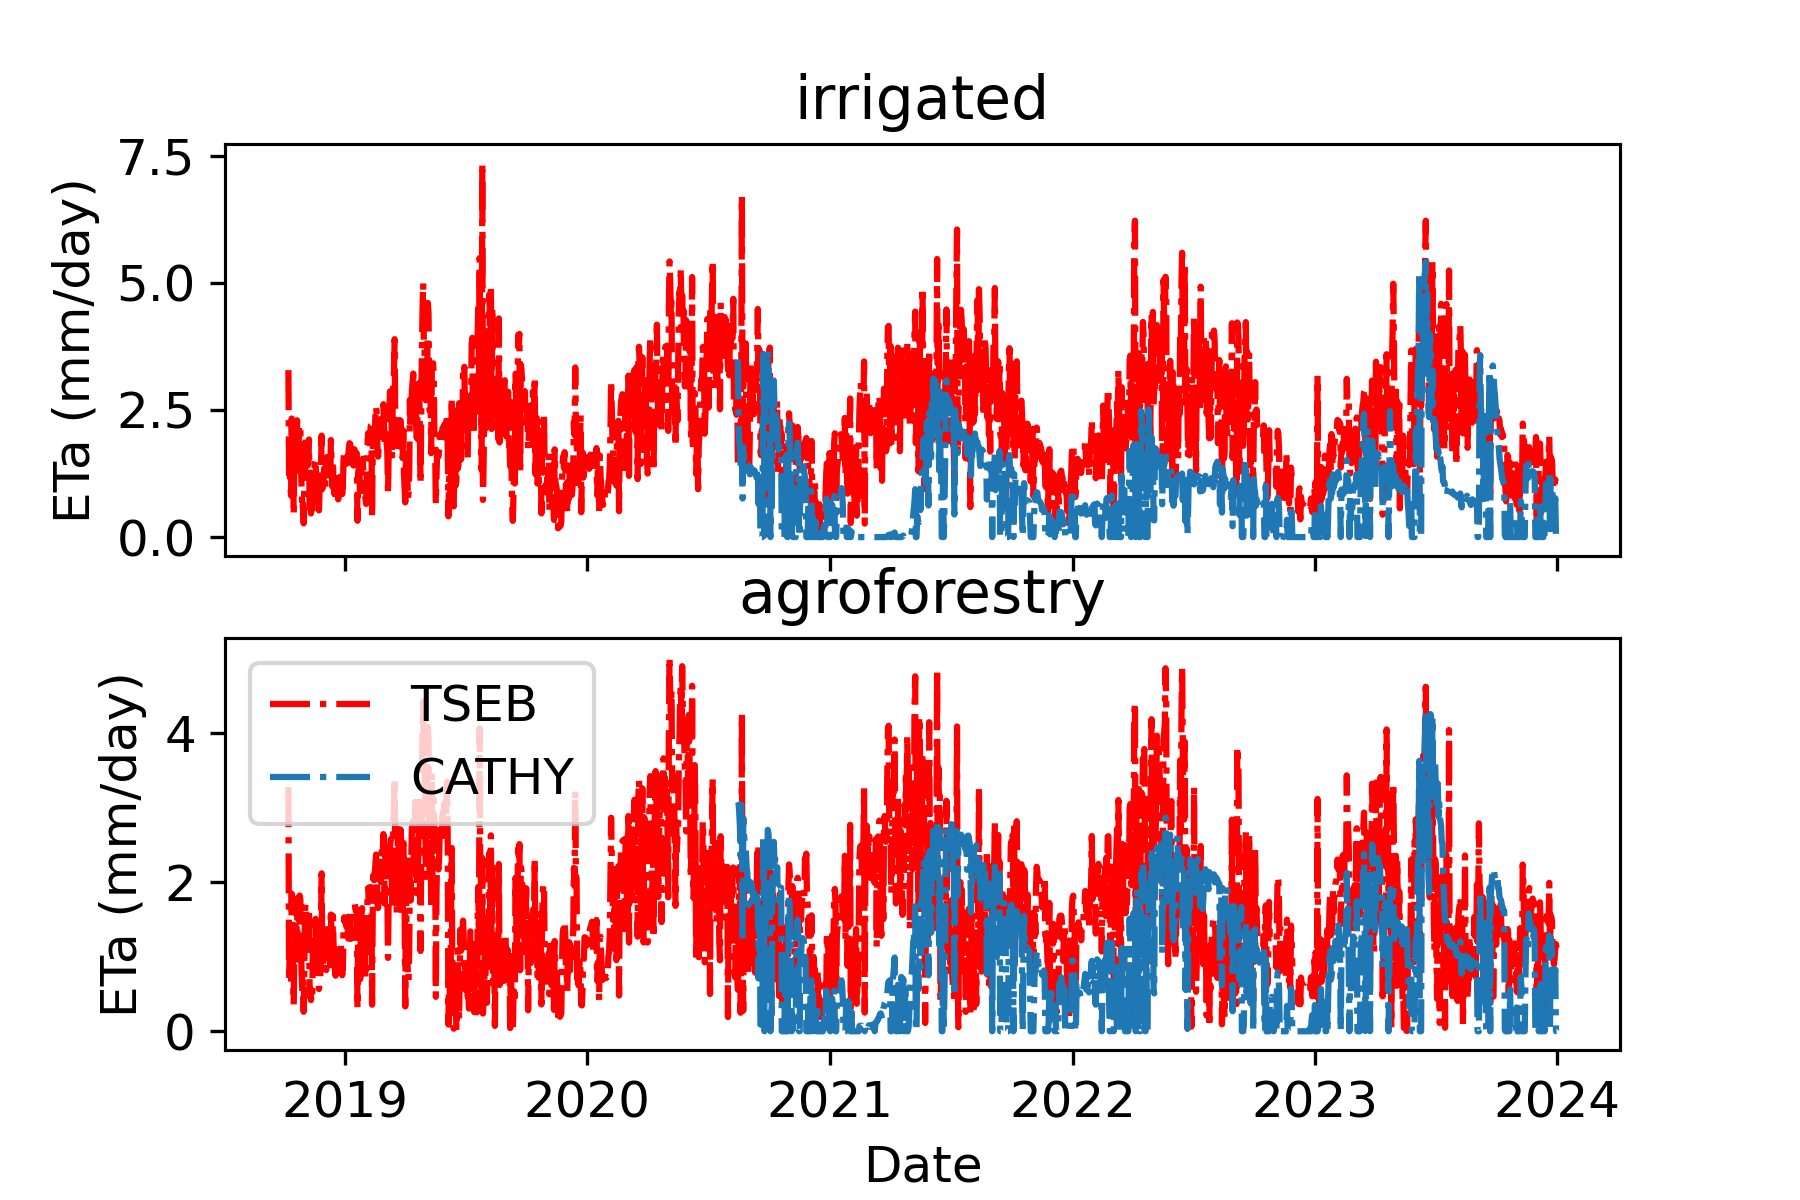 irrigated
ETa (mm/day)
7.5
5.0
2.5
0.0
agroforestry
ETa (mm/day)
4
2
0
TSEB
CATHY
2019 2020 2021 2022 2023 2024
Date